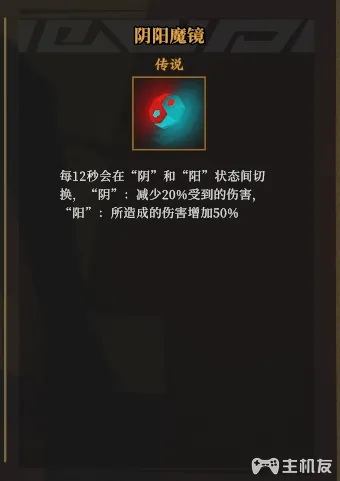 阴阳魔镜
传说
每12秒会在“阴”和“阳”状态间切
换，“阴”：减少20%受到的伤害，
“阳”：所造成的伤害增加50%
主机友